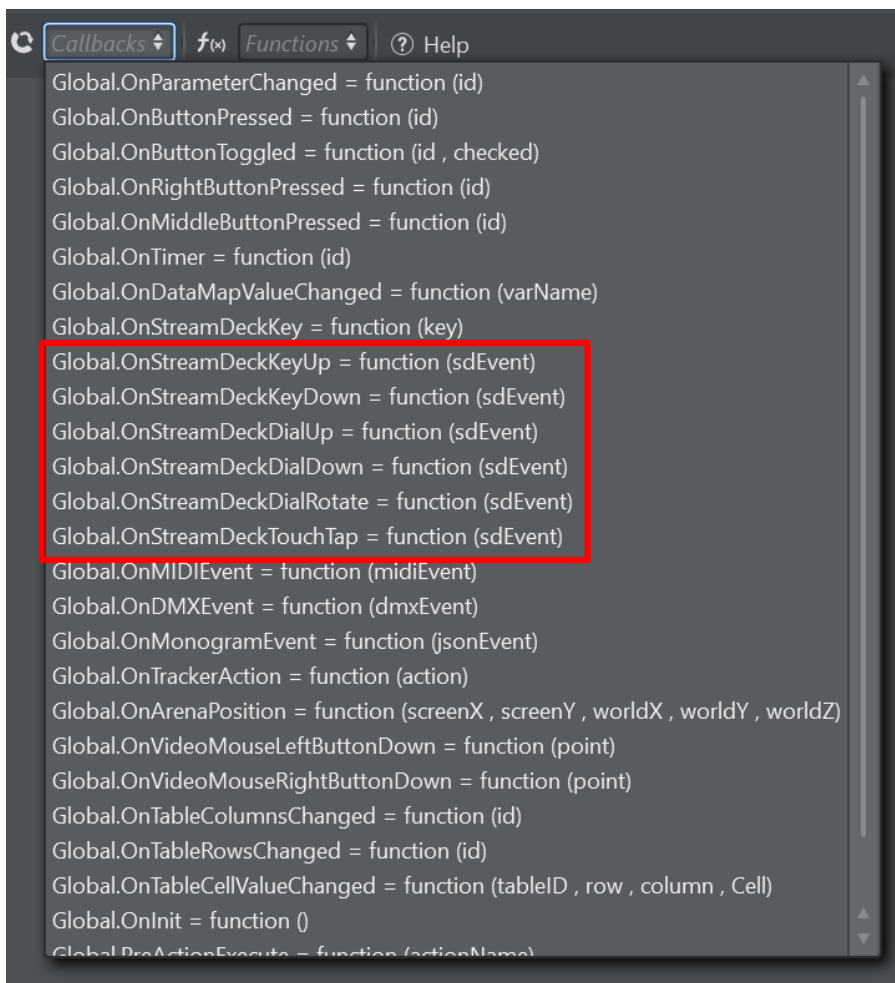 Callbacks f(x) Functions ? Help
Global.OnParameterChanged = function (id)
Global.OnButtonPressed = function (id)
Global.OnButtonToggled = function (id , checked)
Global.OnRightButtonPressed = function (id)
Global.OnMiddleButtonPressed = function (id)
Global.OnTimer = function (id)
Global.OnDataMapValueChanged = function (varName)
Global.OnStreamDeckKey = function (key)
Global.OnStreamDeckKeyUp = function (sdEvent)
Global.OnStreamDeckKeyDown = function (sdEvent)
Global.OnStreamDeckDialUp = function (sdEvent)
Global.OnStreamDeckDialDown = function (sdEvent)
Global.OnStreamDeckDialRotate = function (sdEvent)
Global.OnStreamDeckTouchTap = function (sdEvent)
Global.OnMIDIEvent = function (midiEvent)
Global.OnDMXEvent = function (dmxEvent)
Global.OnMonogramEvent = function (jsonEvent)
Global.OnTrackerAction = function (action)
Global.OnArenaPosition = function (screenX , screenY , worldX , worldY , worldZ)
Global.OnVideoMouseLeftButtonDown = function (point)
Global.OnVideoMouseRightButtonDown = function (point)
Global.OnTableColumnsChanged = function (id)
Global.OnTableRowsChanged = function (id)
Global.OnTableCellValueChanged = function (tableID , row , column , Cell)
Global.OnInit = function ()
Global.PreActionExecute = function (actionName)